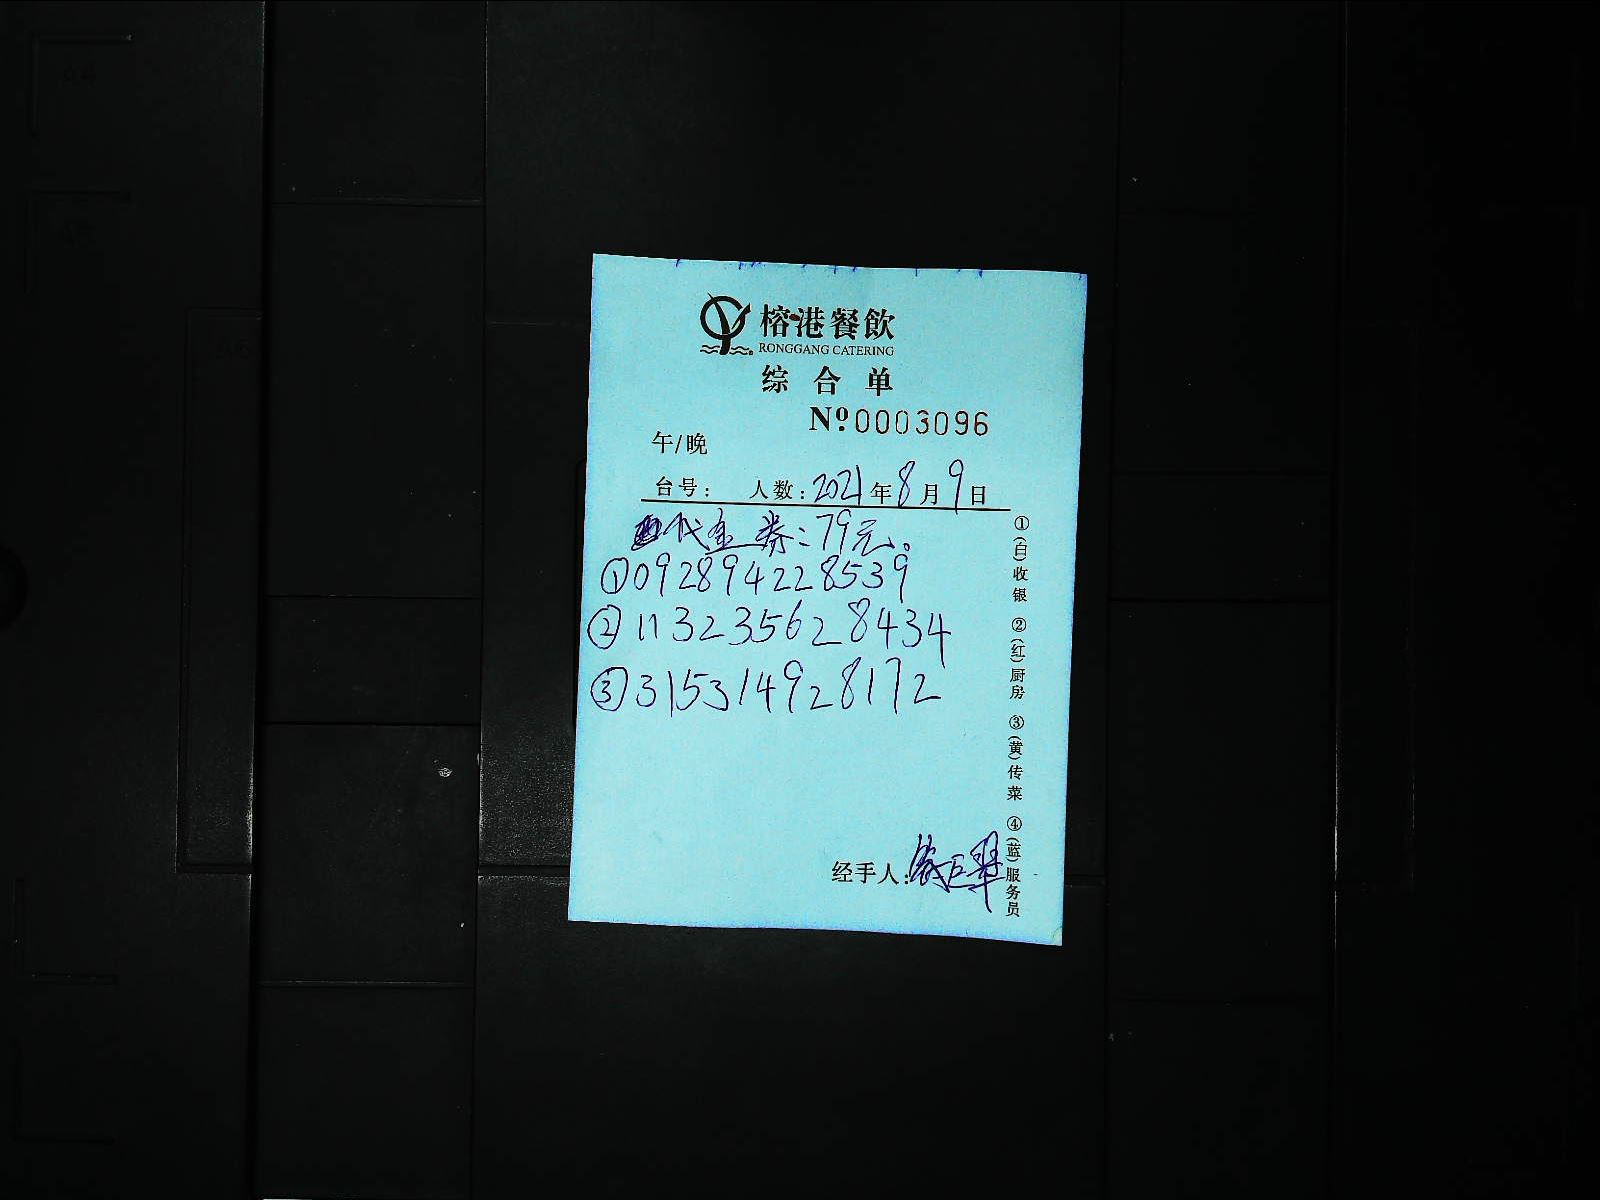 榕港餐飲
RONGGANG CATERING
综合单
Nº0003096
午/晚
台号： 人数：2021年8月9日
代金券：79元。
①092894228539
②113235628434
③315314928172
经手人：
①(白)收银 ②(红)厨房 ③(黄)传菜 ④(蓝)服务员